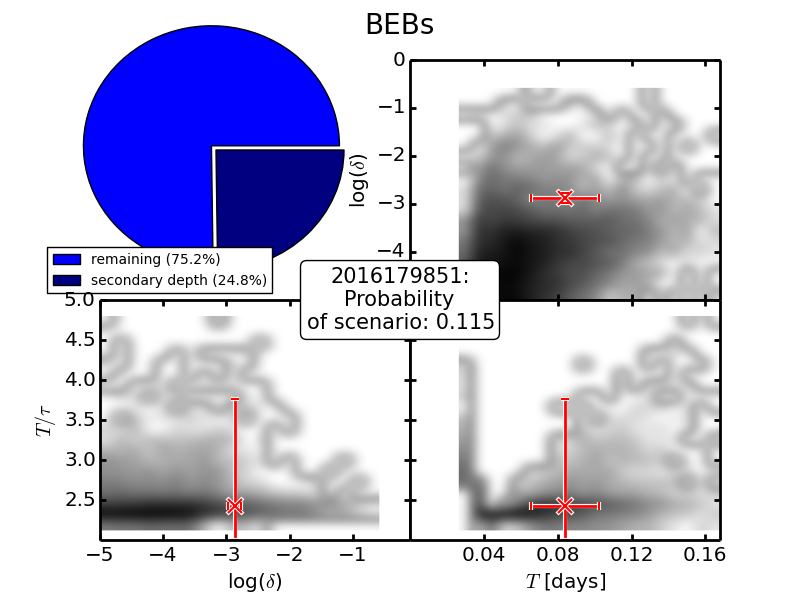 BEBs
remaining (75.2%)
secondary depth (24.8%)
0
−1
−2
−3
−4
log(δ)
2016179851:
Probability
of scenario: 0.115
5.0
4.5
4.0
3.5
3.0
2.5
T/τ
−5 −4 −3 −2 −1
log(δ)
0.04 0.08 0.12 0.16
T [days]